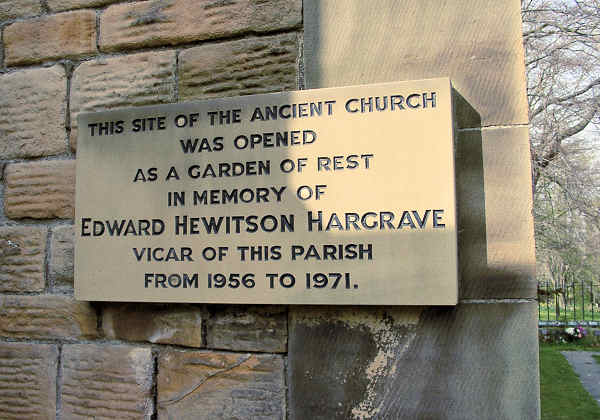 THIS SITE OF THE ANCIENT CHURCH
WAS OPENED
AS A GARDEN OF REST
IN MEMORY OF
EDWARD HEWITSON HARGRAVE
VICAR OF THIS PARISH
FROM 1956 TO 1971.